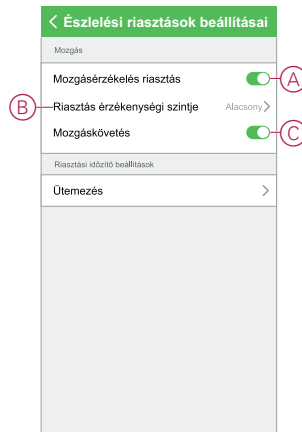 Észlelési riasztások beállításai
Mozgás
Mozgásérzékelés riasztás
A
B
Riasztás érzékenységi szintje
Alacsony
Mozgáskövetés
C
Riasztási időzítő beállítások
Ütemezés